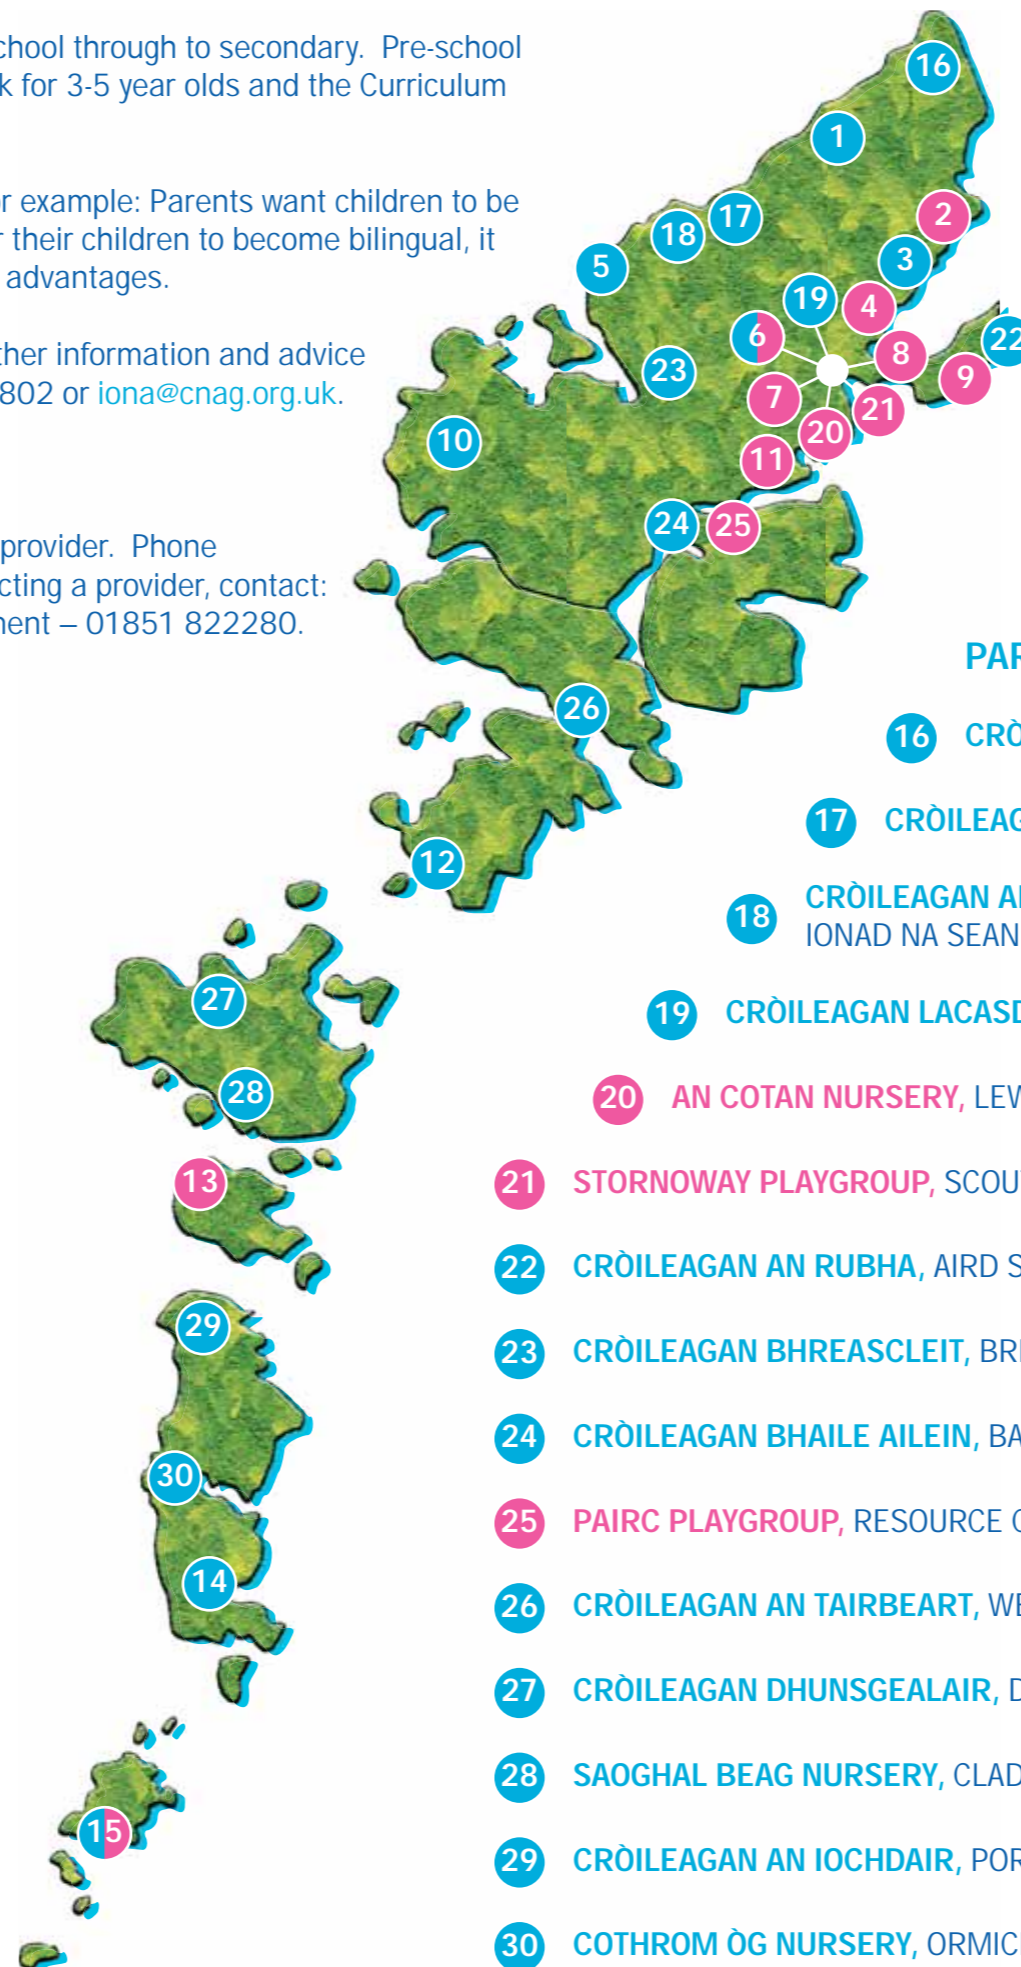 chool through to secondary. Pre-school
k for 3-5 year olds and the Curriculum
or example: Parents want children to be
r their children to become bilingual, it
advantages.
ther information and advice
802 or iona@cnag.org.uk.
provider. Phone
cting a provider, contact:
nent – 01851 822280.
16
1
2
17
18
3
5
19
4
6
22
8
23
9
7
21
10
20
11
24
25
26
12
27
28
13
29
30
14
15
PAR
16 CRÒ
17 CRÒILEAG
18 CRÒILEAGAN A
IONAD NA SEAN
19 CRÒILEAGAN LACASD
20 AN COTAN NURSERY, LEW
21 STORNOWAY PLAYGROUP, SCOU
22 CRÒILEAGAN AN RUBHA, AIRD S
23 CRÒILEAGAN BHREASCLEIT, BRE
24 CRÒILEAGAN BHAILE AILEIN, BA
25 PAIRC PLAYGROUP, RESOURCE C
26 CRÒILEAGAN AN TAIRBEART, WE
27 CRÒILEAGAN DHUNSGEALAIR, D
28 SAOGHAL BEAG NURSERY, CLAD
29 CRÒILEAGAN AN IOCHDAIR, POR
30 COTHROM ÒG NURSERY, ORMIC